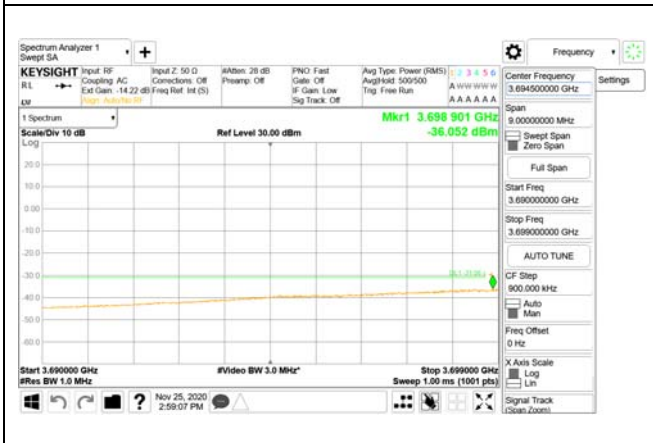 Spectrum Analyzer 1
Swept SA
+
Frequency
KEYSIGHT
RL
Input: RF
Coupling: AC
Ext Gain: -14.22 dB
Align: Auto/No RF
Input Z: 50 Ω
Corrections: Off
Freq Ref: Int (S)
#Atten: 28 dB
Preamp: Off
PNO: Fast
Gate: Off
IF Gain: Low
Sig Track: Off
Avg Type: Power (RMS)
Avg|Hold: 500/500
Trig: Free Run
1 2 3 4 5 6
A W W W W W
A A A A A A
1 Spectrum
Scale/Div 10 dB
Log
Ref Level 30.00 dBm
Mkr1 3.698 901 GHz
-36.052 dBm
20.0
10.0
0.00
-10.0
-20.0
-30.0
-40.0
-50.0
-60.0
Start 3.690000 GHz
#Res BW 1.0 MHz
#Video BW 3.0 MHz*
Stop 3.699000 GHz
Sweep 1.00 ms (1001 pts)
Nov 25, 2020
2:59:07 PM
?
Center Frequency
3.694500000 GHz
Settings
Span
9.00000000 MHz
Swept Span
Zero Span
Full Span
Start Freq
3.690000000 GHz
Stop Freq
3.699000000 GHz
AUTO TUNE
CF Step
900.000 kHz
Auto
Man
Freq Offset
0 Hz
X Axis Scale
Log
Lin
Signal Track
(Span Zoom)